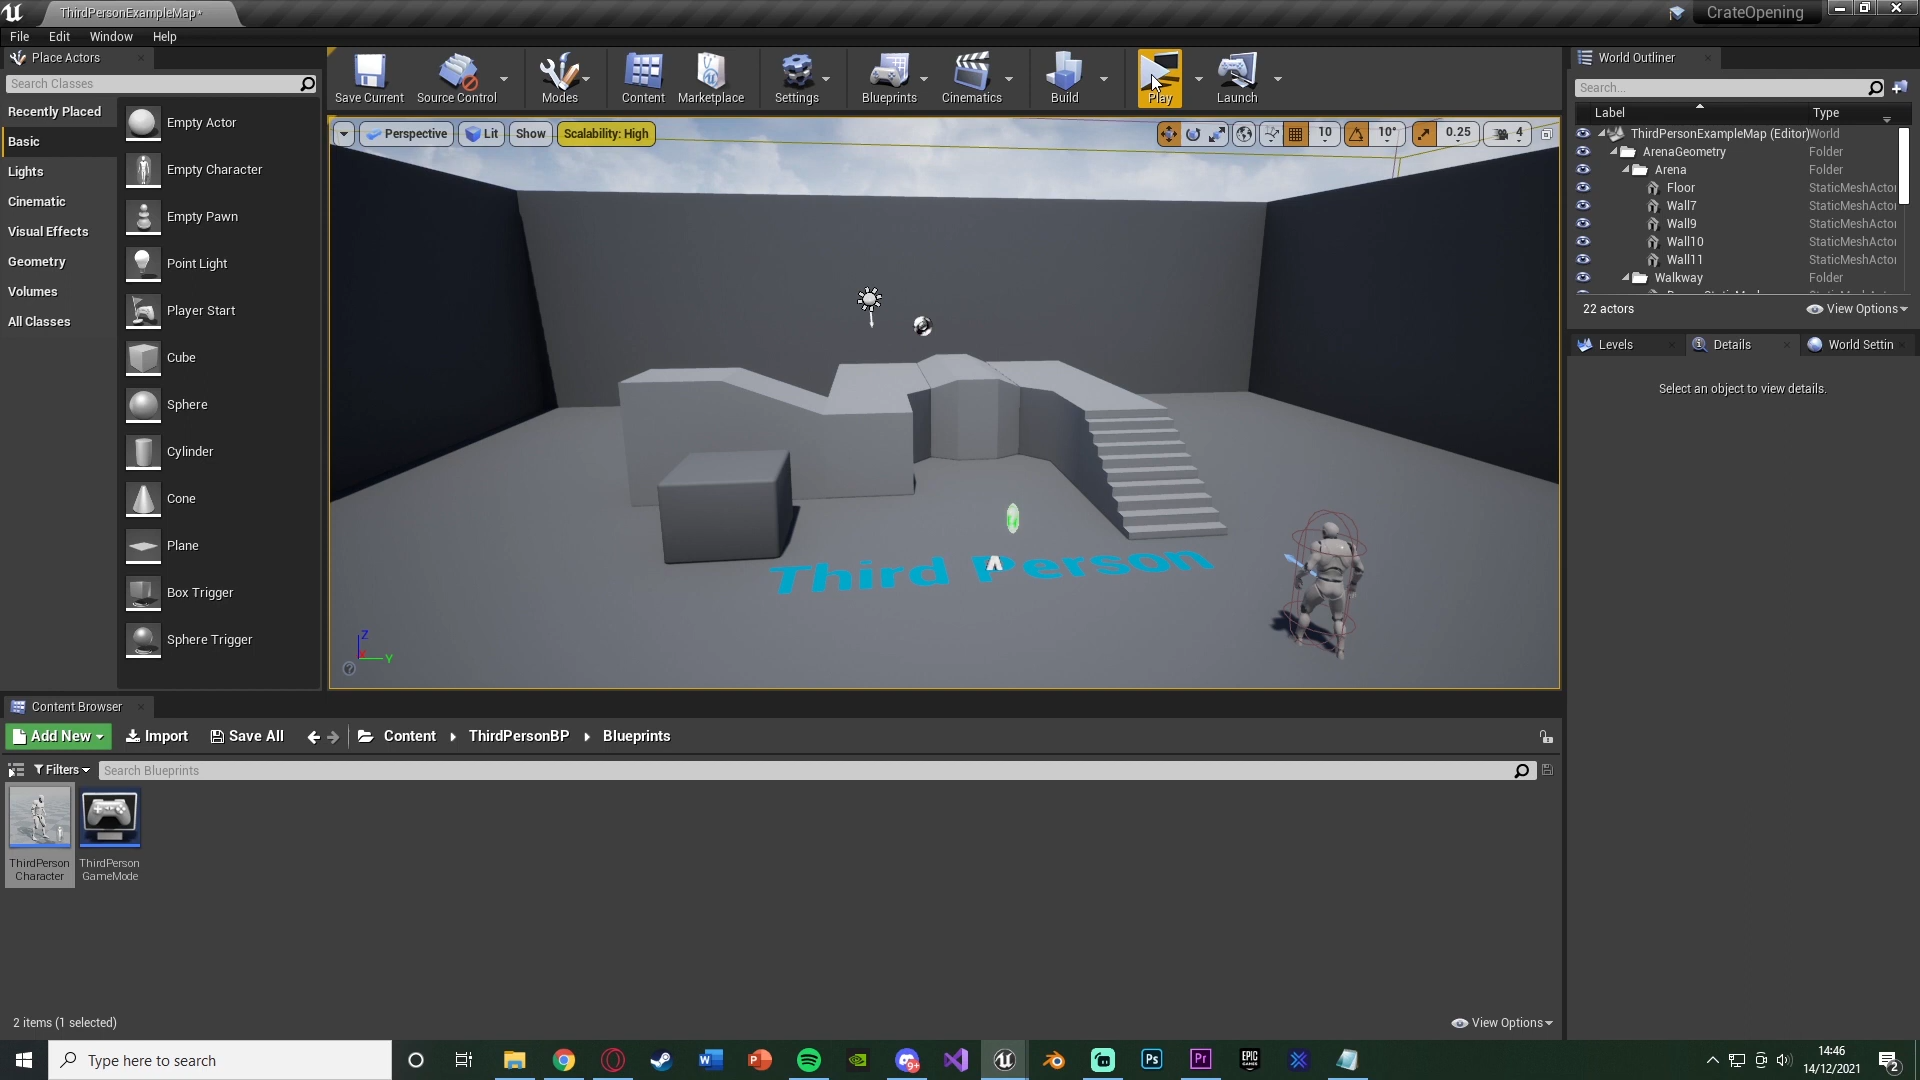 ThirdPersonExampleMap*
CrateOpening
File Edit Window Help
Place Actors
Search Classes
Recently Placed
Basic
Lights
Cinematic
Visual Effects
Geometry
Volumes
All Classes
Empty Actor
Empty Character
Empty Pawn
Point Light
Player Start
Cube
Sphere
Cylinder
Cone
Plane
Box Trigger
Sphere Trigger
Save Current Source Control Modes Content Marketplace Settings Blueprints Cinematics Build Play Launch
Perspective Lit Show Scalability: High
10 10° 0.25 4
Third Person
Z
X
Y
World Outliner
Search...
Label Type
ThirdPersonExampleMap (Editor) World
ArenaGeometry Folder
Arena Folder
Floor StaticMeshActor
Wall7 StaticMeshActor
Wall9 StaticMeshActor
Wall10 StaticMeshActor
Wall11 StaticMeshActor
Walkway Folder
22 actors View Options
Levels Details World Settin
Select an object to view details.
Content Browser
Add New Import Save All Content ThirdPersonBP Blueprints
Filters Search Blueprints
ThirdPerson
Character
ThirdPerson
GameMode
2 items (1 selected) View Options
Type here to search
9+
W
P
Ps
Pr
EPIC
GAMES
14:46
14/12/2021
2